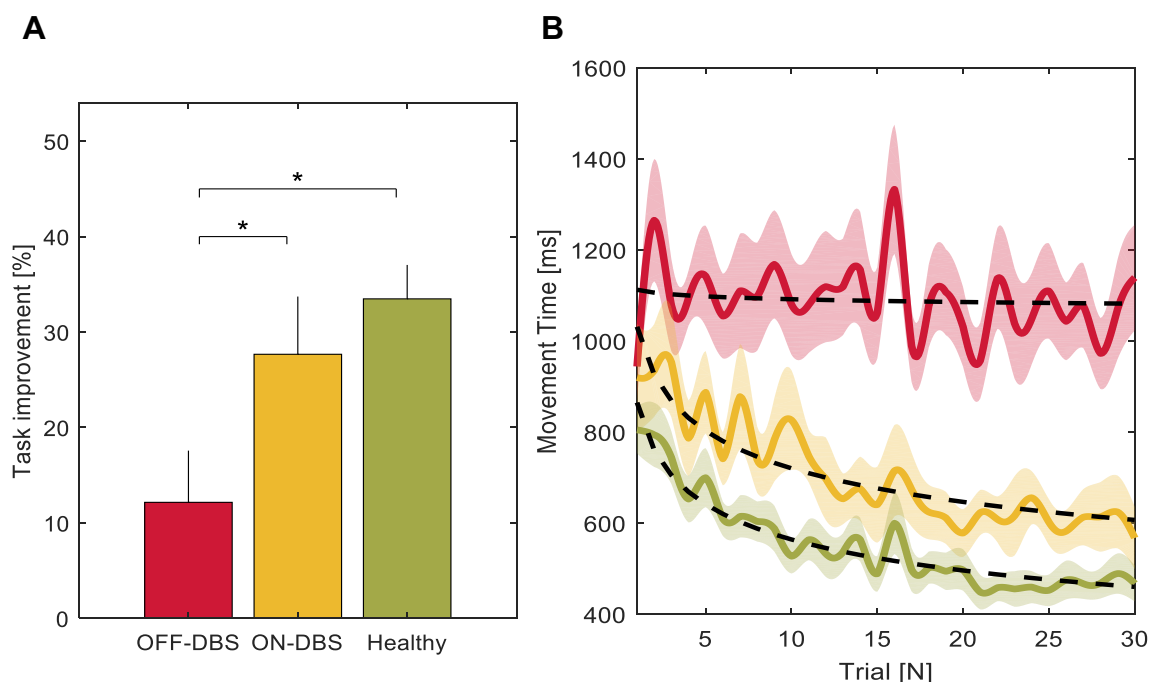 A
Task improvement [%]
50
40
30
20
10
0
*
*
OFF-DBS ON-DBS Healthy
B
Movement Time [ms]
1600
1400
1200
1000
800
600
400
5 10 15 20 25 30
Trial [N]